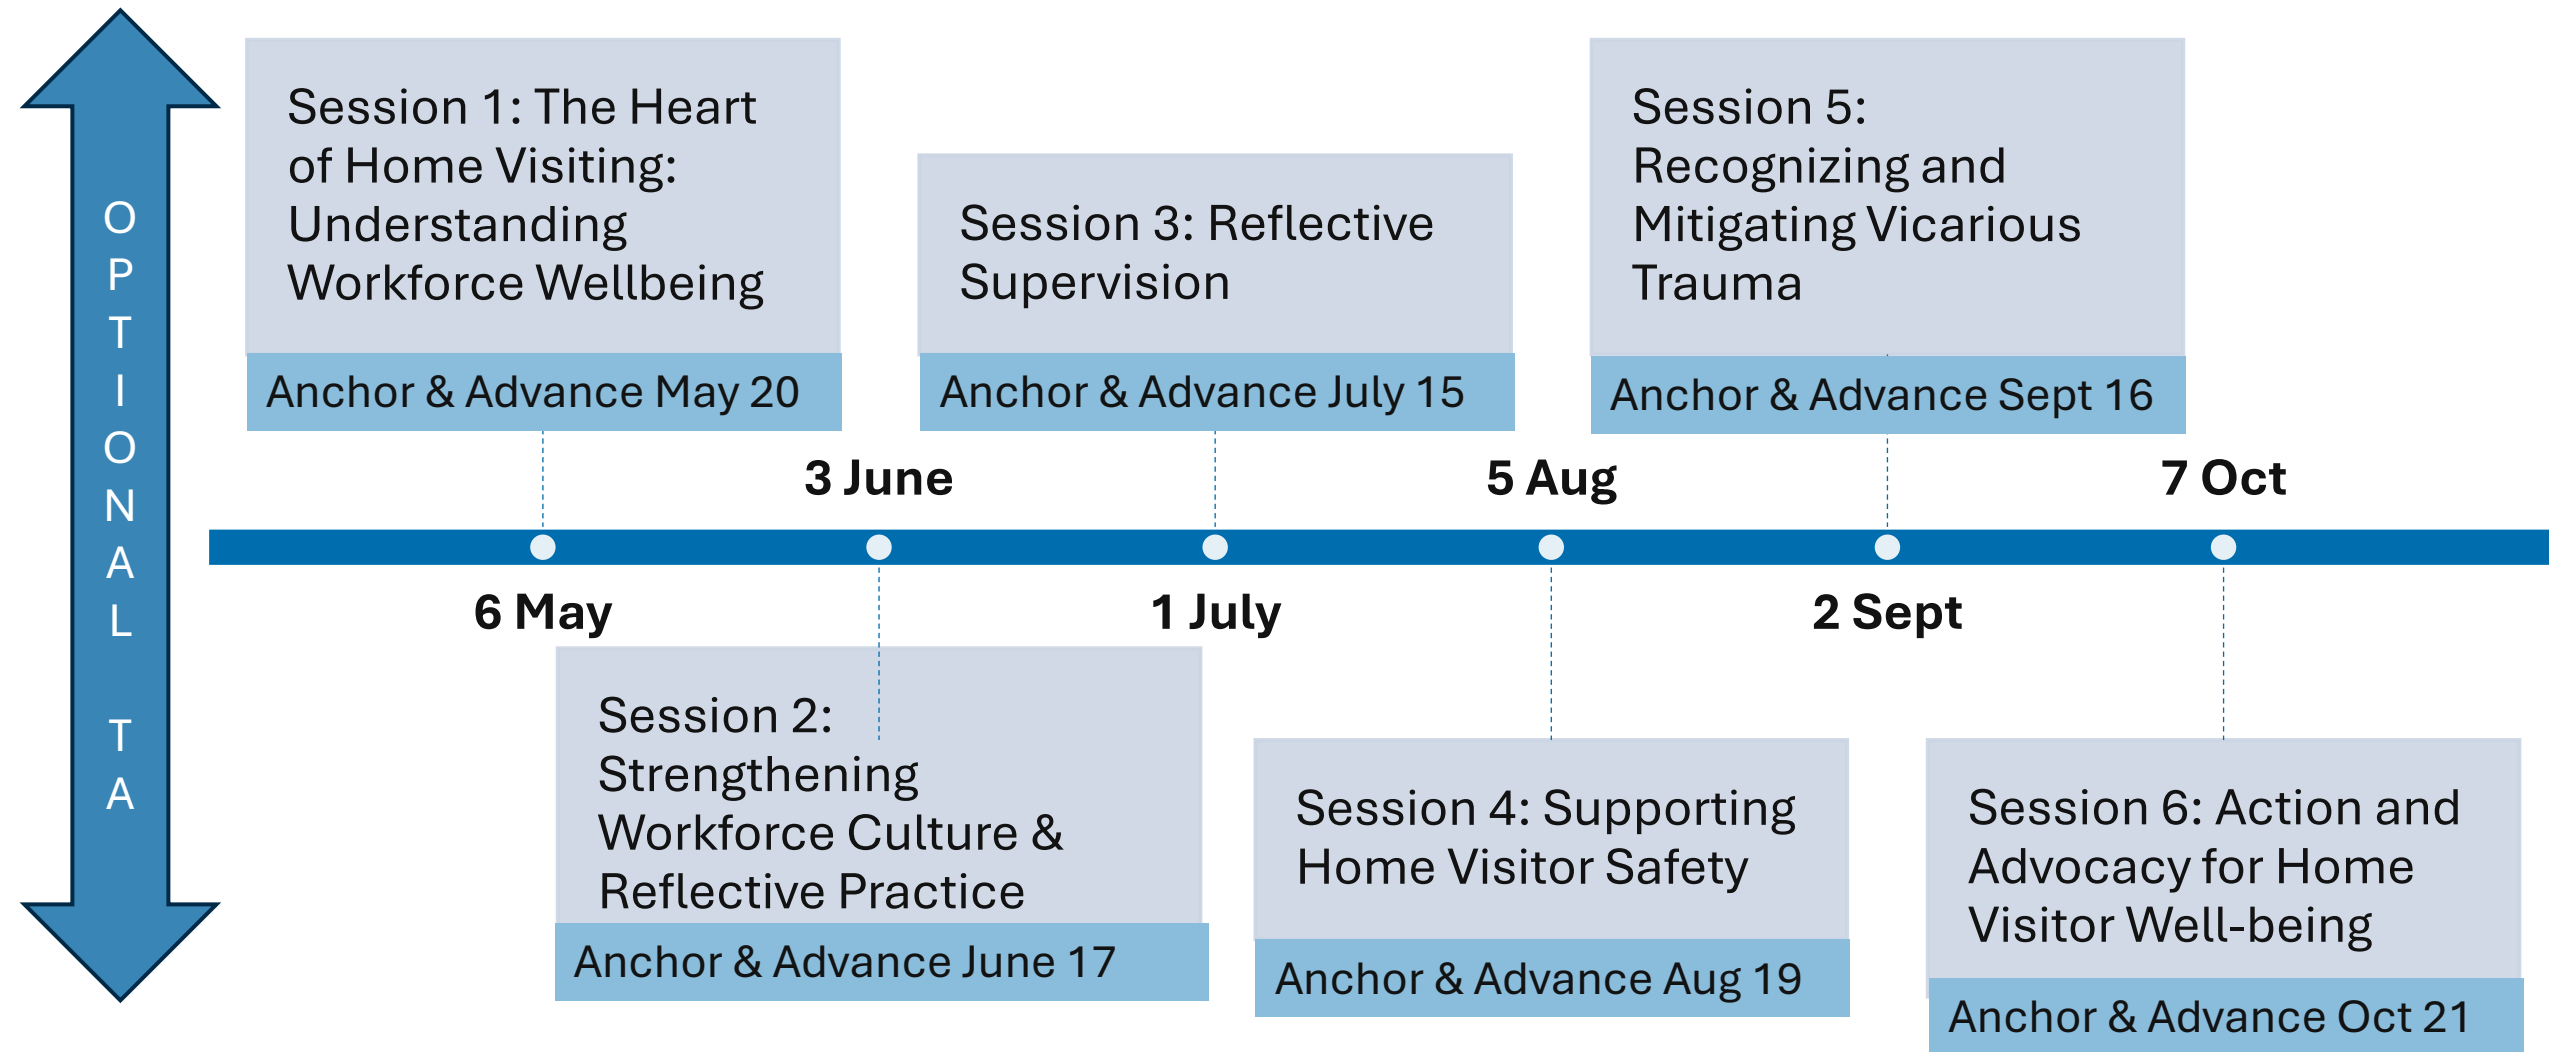 OPTIONAL TA
Session 1: The Heart
of Home Visiting:
Understanding
Workforce Wellbeing
Anchor & Advance May 20
Session 3: Reflective
Supervision
Anchor & Advance July 15
Session 5:
Recognizing and
Mitigating Vicarious
Trauma
Anchor & Advance Sept 16
3 June
5 Aug
7 Oct
6 May
1 July
2 Sept
Session 2:
Strengthening
Workforce Culture &
Reflective Practice
Anchor & Advance June 17
Session 4: Supporting
Home Visitor Safety
Anchor & Advance Aug 19
Session 6: Action and
Advocacy for Home
Visitor Well-being
Anchor & Advance Oct 21